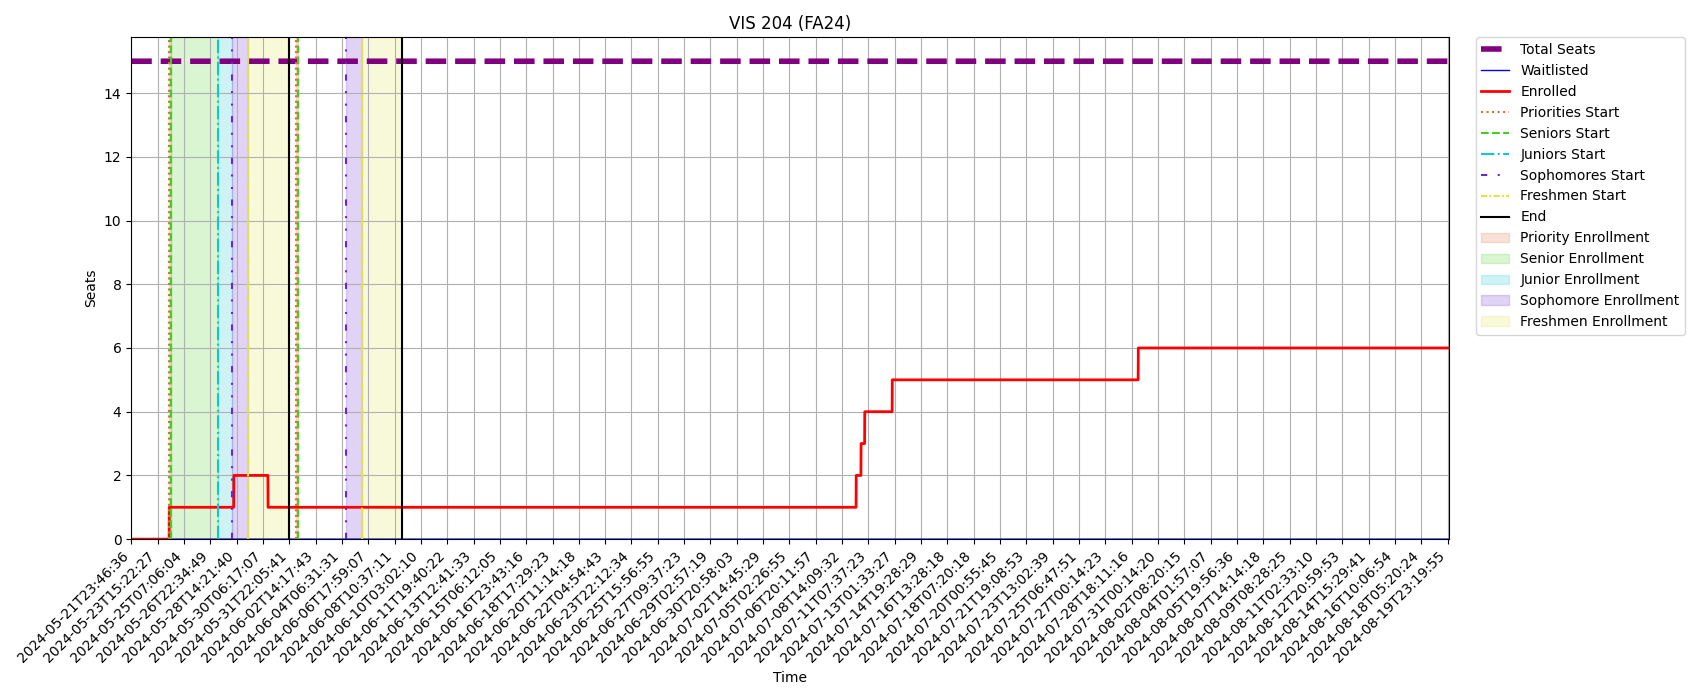 VIS 204 (FA24)
Total Seats
Waitlisted
Enrolled
Priorities Start
Seniors Start
Juniors Start
Sophomores Start
Freshmen Start
End
Priority Enrollment
Senior Enrollment
Junior Enrollment
Sophomore Enrollment
Freshmen Enrollment
Seats
14
12
10
8
6
4
2
0
2024-05-21T23:46:36
2024-05-23T15:22:27
2024-05-25T07:06:04
2024-05-26T22:34:49
2024-05-28T14:21:40
2024-05-30T06:17:07
2024-05-31T22:05:41
2024-06-02T14:17:43
2024-06-04T06:31:31
2024-06-06T17:59:07
2024-06-08T10:37:11
2024-06-10T03:02:10
2024-06-11T19:40:22
2024-06-13T12:41:33
2024-06-15T06:12:05
2024-06-16T23:43:16
2024-06-18T17:29:23
2024-06-20T11:14:18
2024-06-22T04:54:43
2024-06-23T22:12:34
2024-06-25T15:56:55
2024-06-27T09:37:23
2024-06-29T02:57:19
2024-06-30T20:58:03
2024-07-02T14:45:29
2024-07-05T02:26:55
2024-07-06T20:11:57
2024-07-08T14:09:32
2024-07-11T07:37:23
2024-07-13T01:33:27
2024-07-14T19:28:29
2024-07-16T13:28:18
2024-07-18T07:20:18
2024-07-20T00:55:45
2024-07-21T19:08:53
2024-07-23T13:02:39
2024-07-25T06:47:51
2024-07-27T00:14:23
2024-07-28T18:11:16
2024-07-31T00:14:20
2024-08-02T08:20:15
2024-08-04T01:57:07
2024-08-05T19:56:36
2024-08-07T14:14:18
2024-08-09T08:28:25
2024-08-11T02:33:10
2024-08-12T20:59:53
2024-08-14T15:29:41
2024-08-16T10:06:54
2024-08-18T05:20:24
2024-08-19T23:19:55
Time